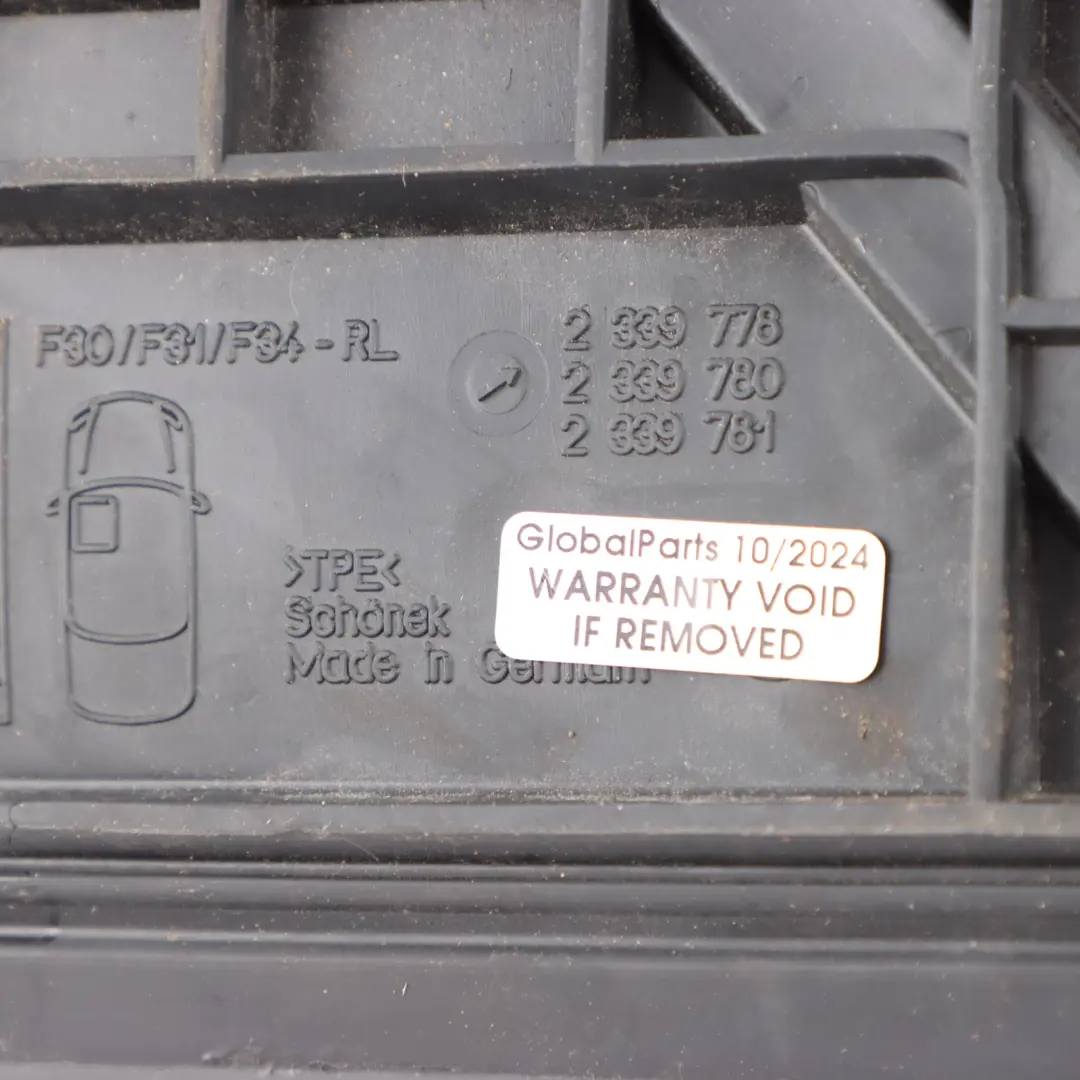 F30/F31/F34-RL
2 339 778
2 339 780
2 339 781
>TPE<
Schönek
Made in German
GlobalParts 10/2024
WARRANTY VOID
IF REMOVED